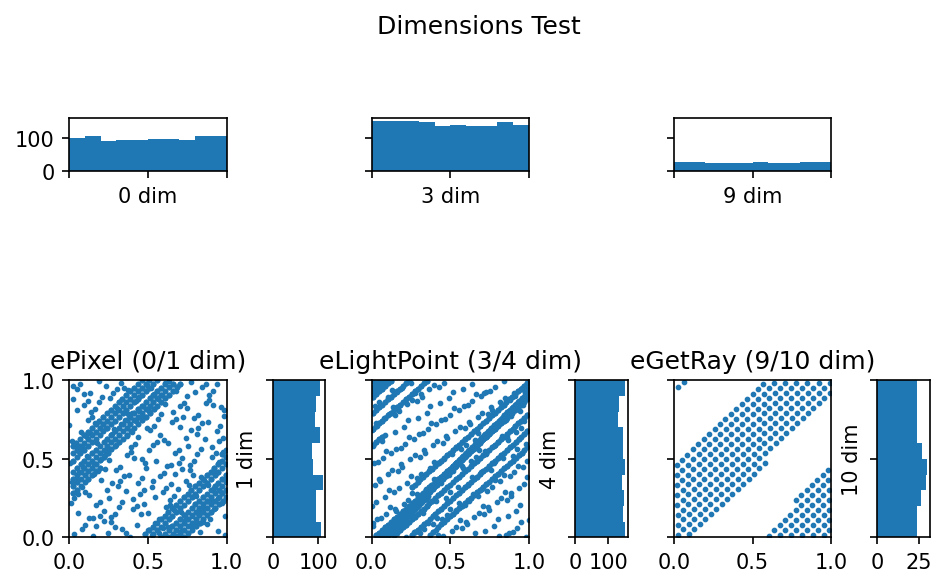 Dimensions Test
100
0
0 dim
3 dim
9 dim
ePixel (0/1 dim)
eLightPoint (3/4 dim)
eGetRay (9/10 dim)
1.0
0.5
0.0
1 dim
4 dim
10 dim
0.0 0.5 1.0
0 100
0.0 0.5 1.0
0 100
0.0 0.5 1.0
0 25